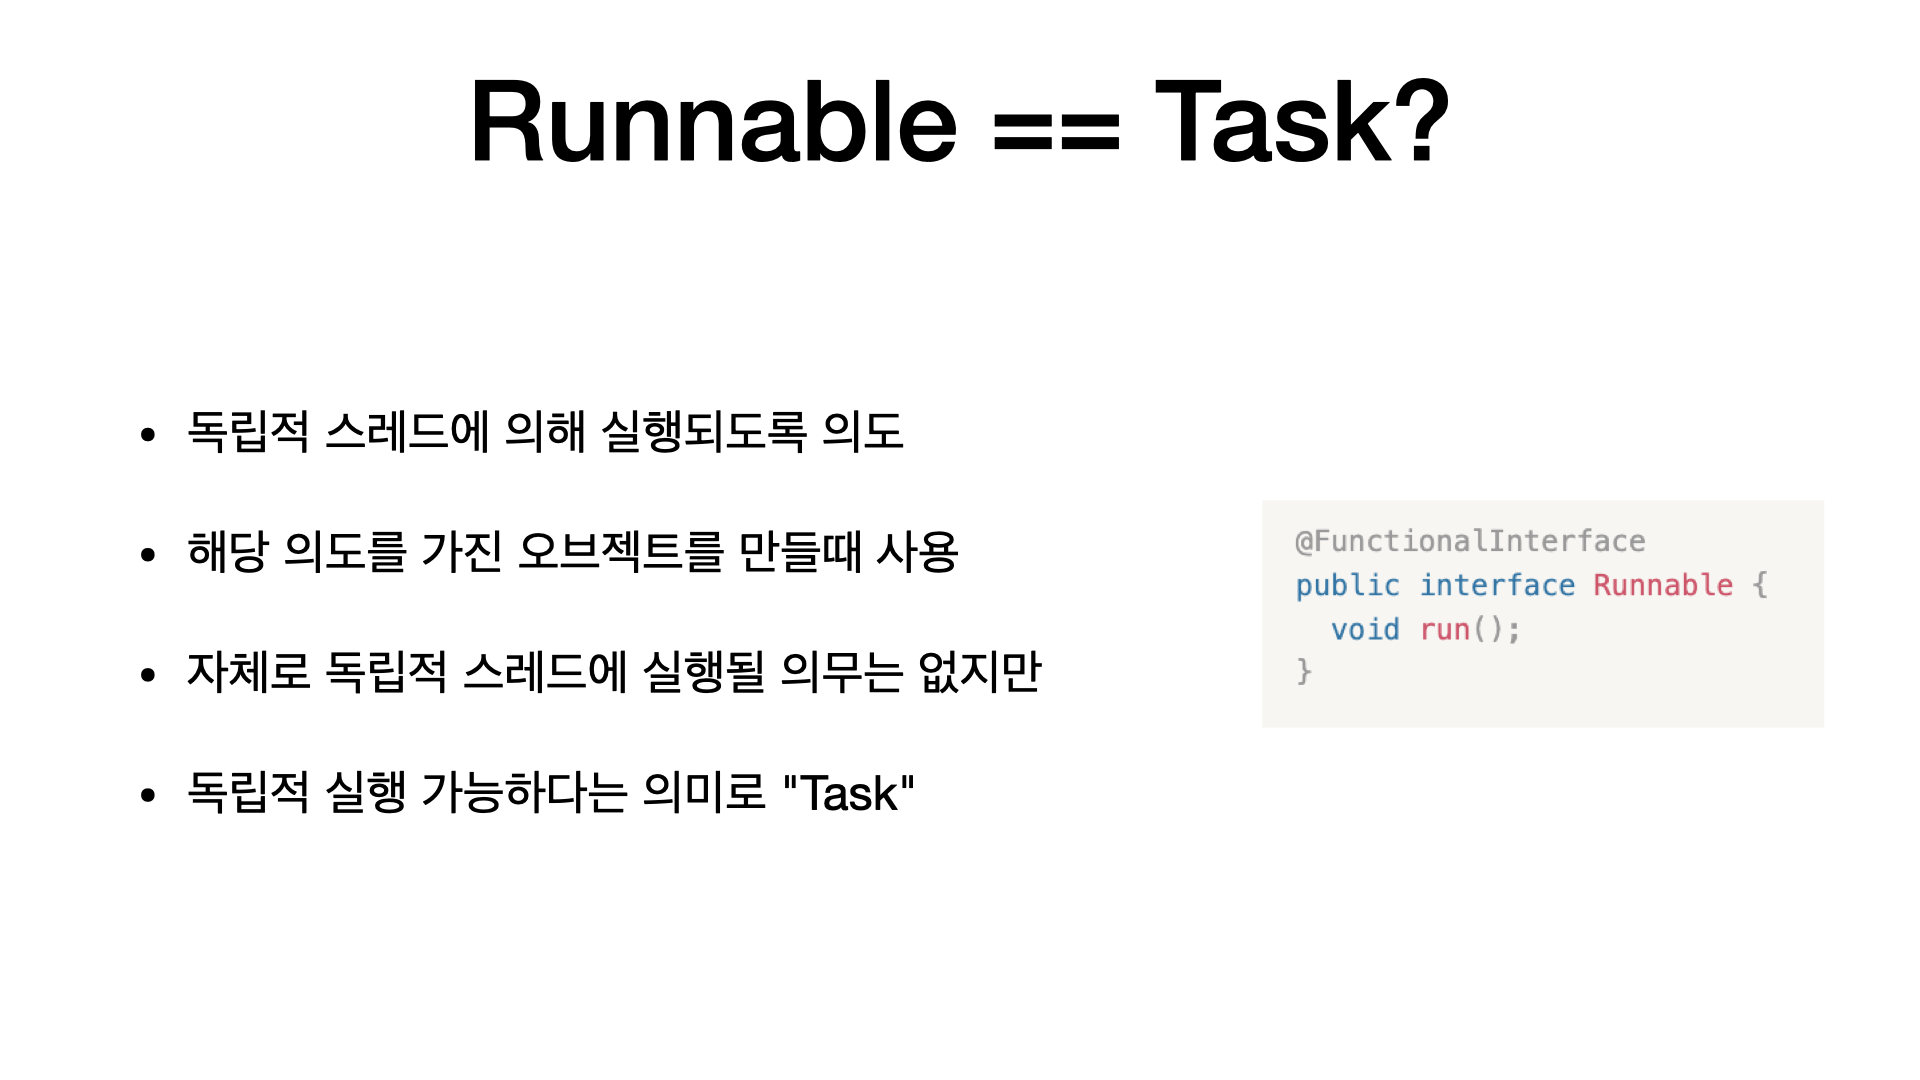 Runnable == Task?
• 독립적 스레드에 의해 실행되도록 의도
• 해당 의도를 가진 오브젝트를 만들때 사용
• 자체로 독립적 스레드에 실행될 의무는 없지만
• 독립적 실행 가능하다는 의미로 "Task"
@FunctionalInterface
public interface Runnable {
  void run();
}